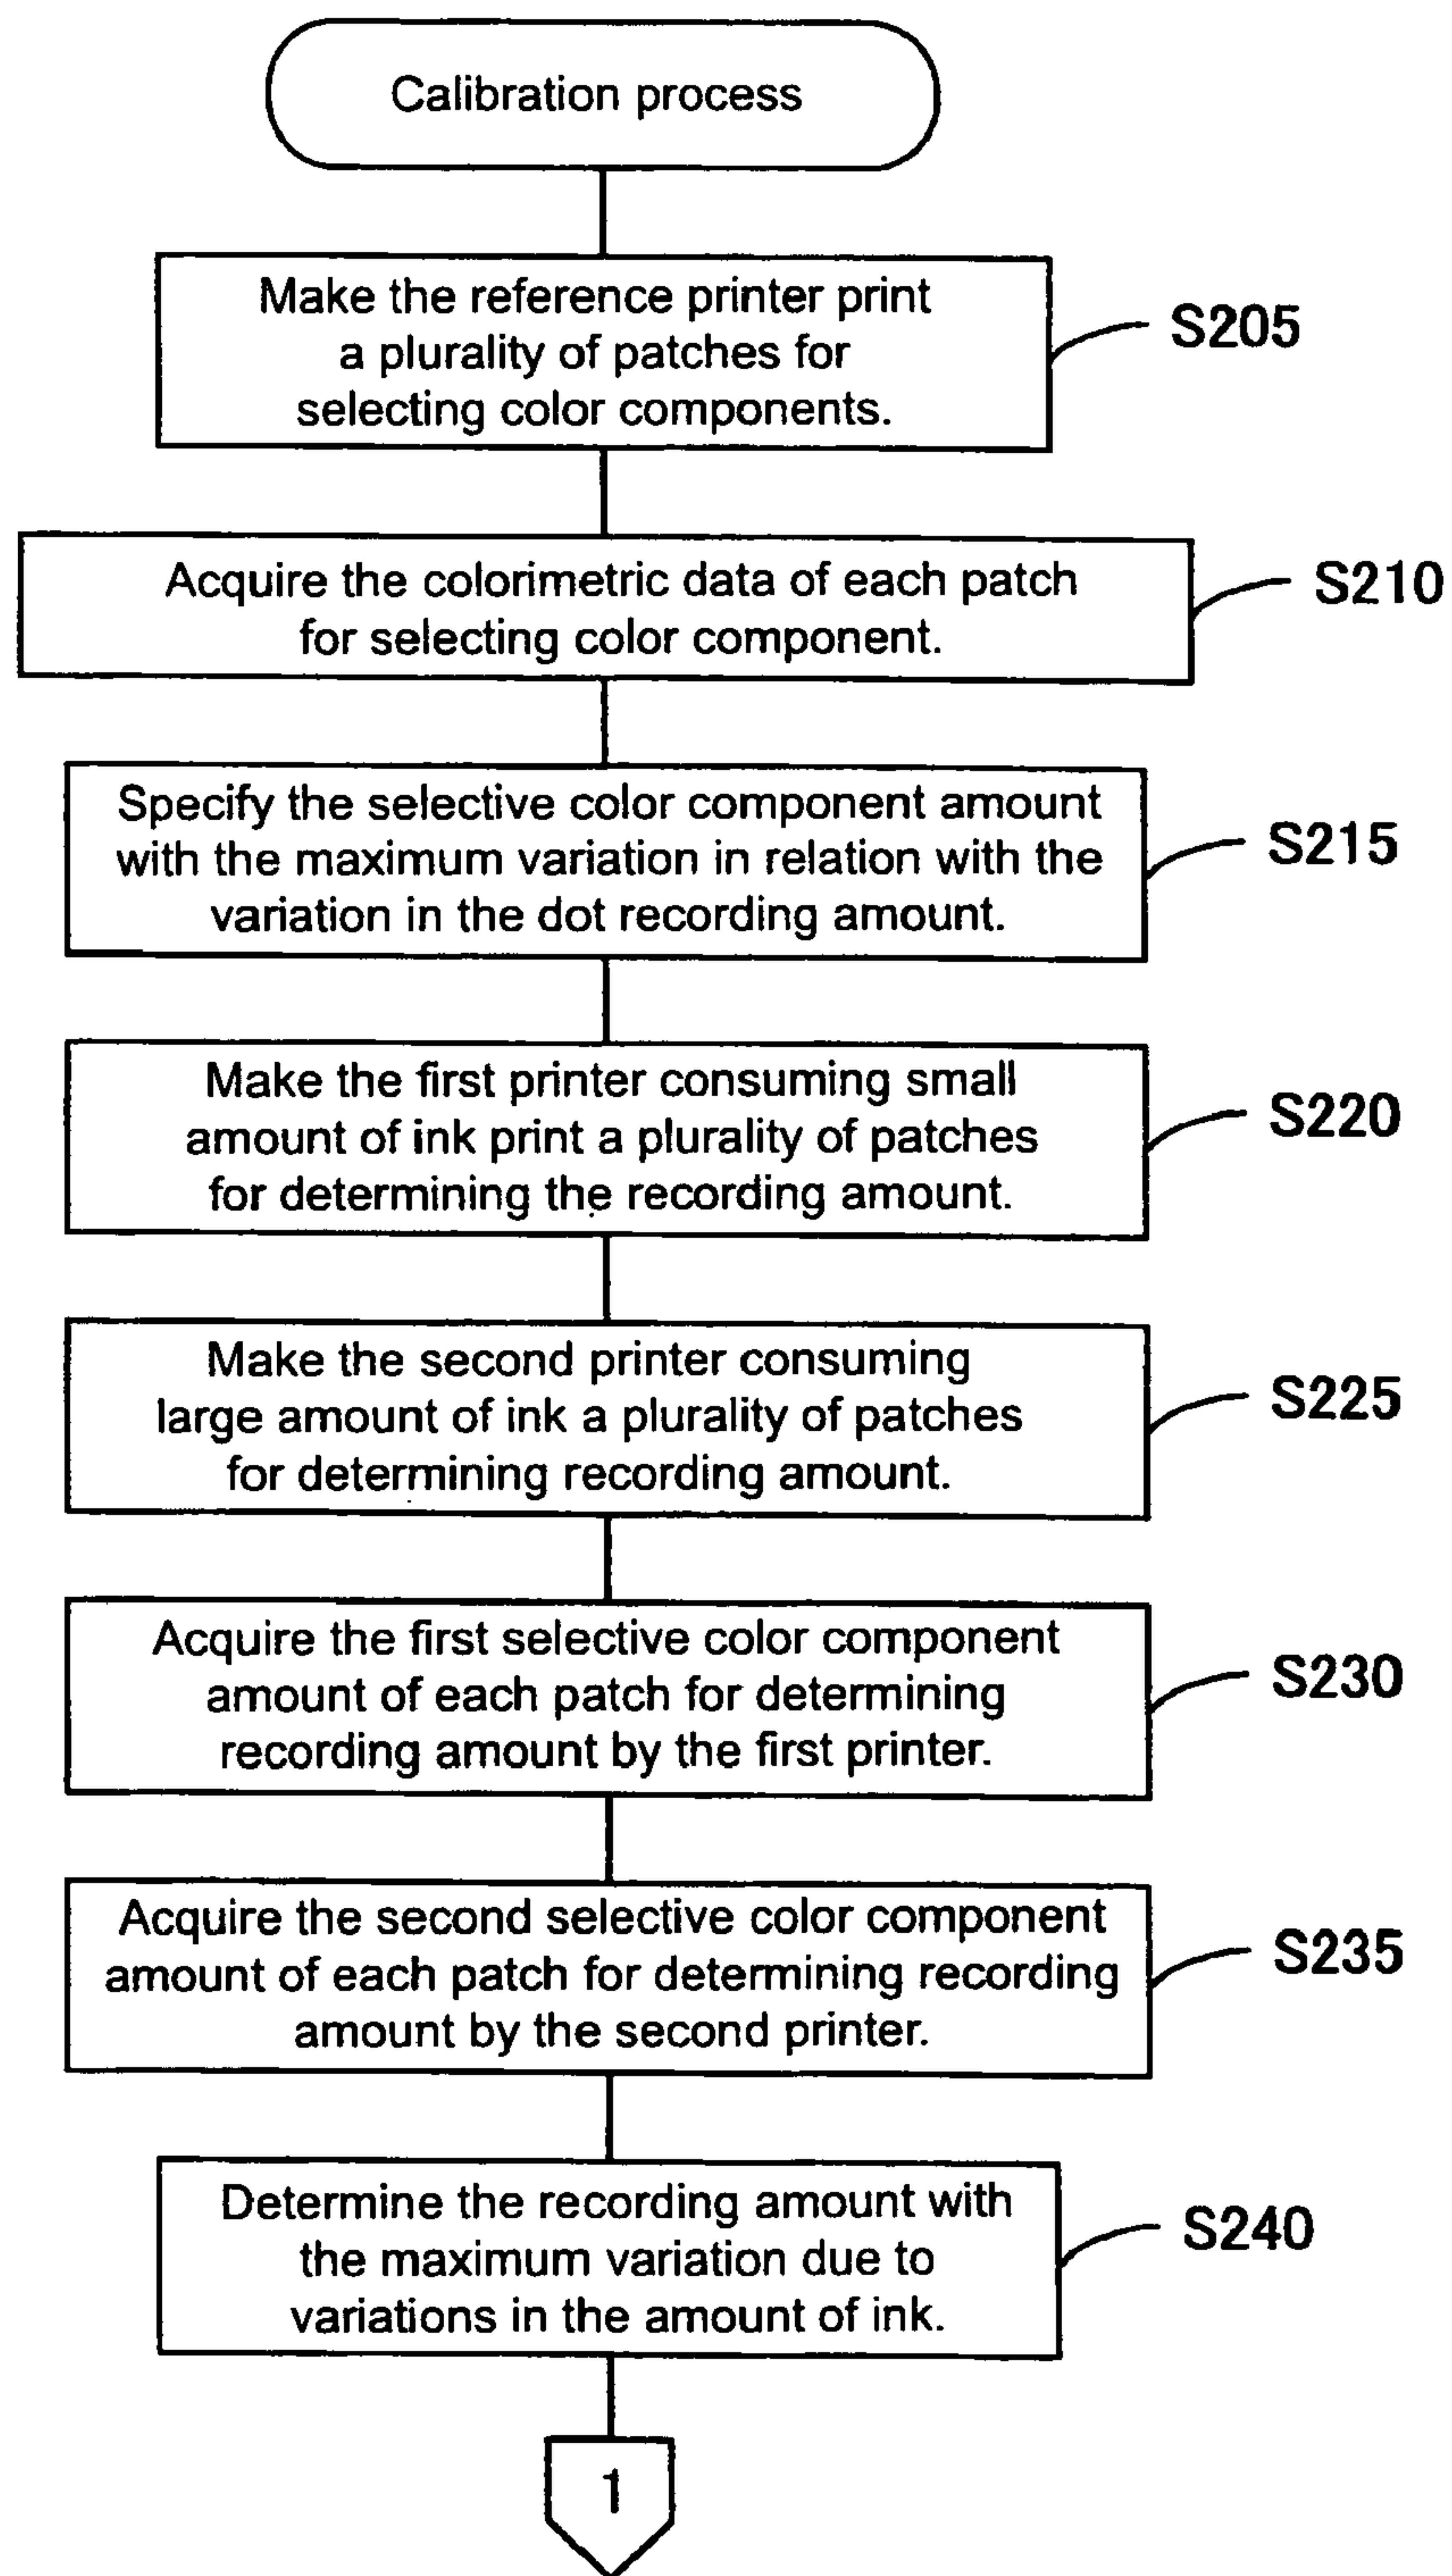 Calibration process
Make the reference printer print
a plurality of patches for
selecting color components.
S205
Acquire the colorimetric data of each patch
for selecting color component.
S210
Specify the selective color component amount
with the maximum variation in relation with the
variation in the dot recording amount.
S215
Make the first printer consuming small
amount of ink print a plurality of patches
for determining the recording amount.
S220
Make the second printer consuming
large amount of ink a plurality of patches
for determining recording amount.
S225
Acquire the first selective color component
amount of each patch for determining
recording amount by the first printer.
S230
Acquire the second selective color component
amount of each patch for determining recording
amount by the second printer.
S235
Determine the recording amount with
the maximum variation due to
variations in the amount of ink.
S240
1